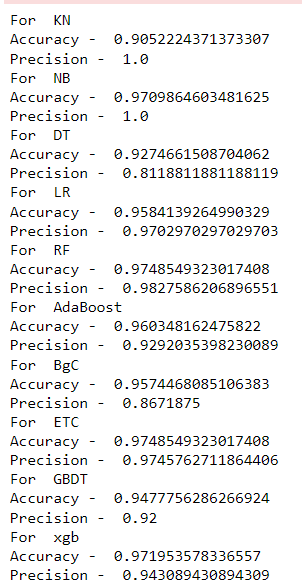 For  KN
Accuracy -  0.9052224371373307
Precision -  1.0
For  NB
Accuracy -  0.9709864603481625
Precision -  1.0
For  DT
Accuracy -  0.9274661508704062
Precision -  0.8118811881188119
For  LR
Accuracy -  0.9584139264990329
Precision -  0.9702970297029703
For  RF
Accuracy -  0.9748549323017408
Precision -  0.9827586206896551
For  AdaBoost
Accuracy -  0.960348162475822
Precision -  0.9292035398230089
For  BgC
Accuracy -  0.9574468085106383
Precision -  0.8671875
For  ETC
Accuracy -  0.9748549323017408
Precision -  0.9745762711864406
For  GBDT
Accuracy -  0.9477756286266924
Precision -  0.92
For  xgb
Accuracy -  0.971953578336557
Precision -  0.943089430894309